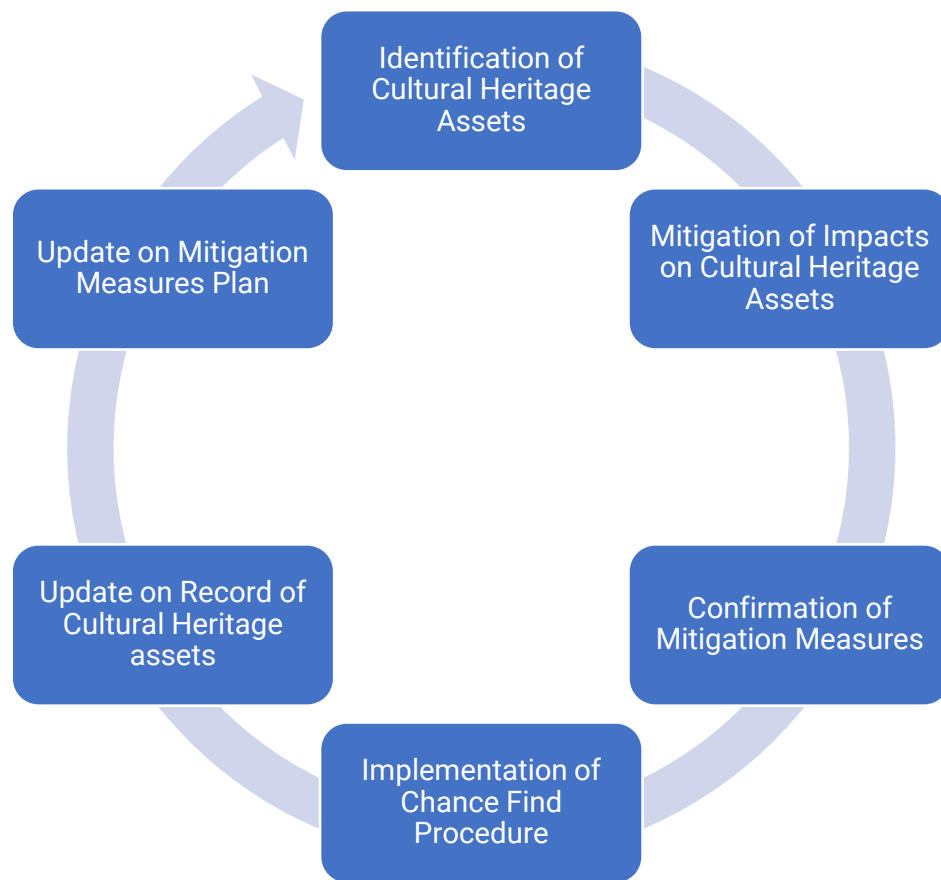 Identification of
Cultural Heritage
Assets
Mitigation of Impacts
on Cultural Heritage
Assets
Confirmation of
Mitigation Measures
Implementation of
Chance Find
Procedure
Update on Record of
Cultural Heritage
assets
Update on Mitigation
Measures Plan